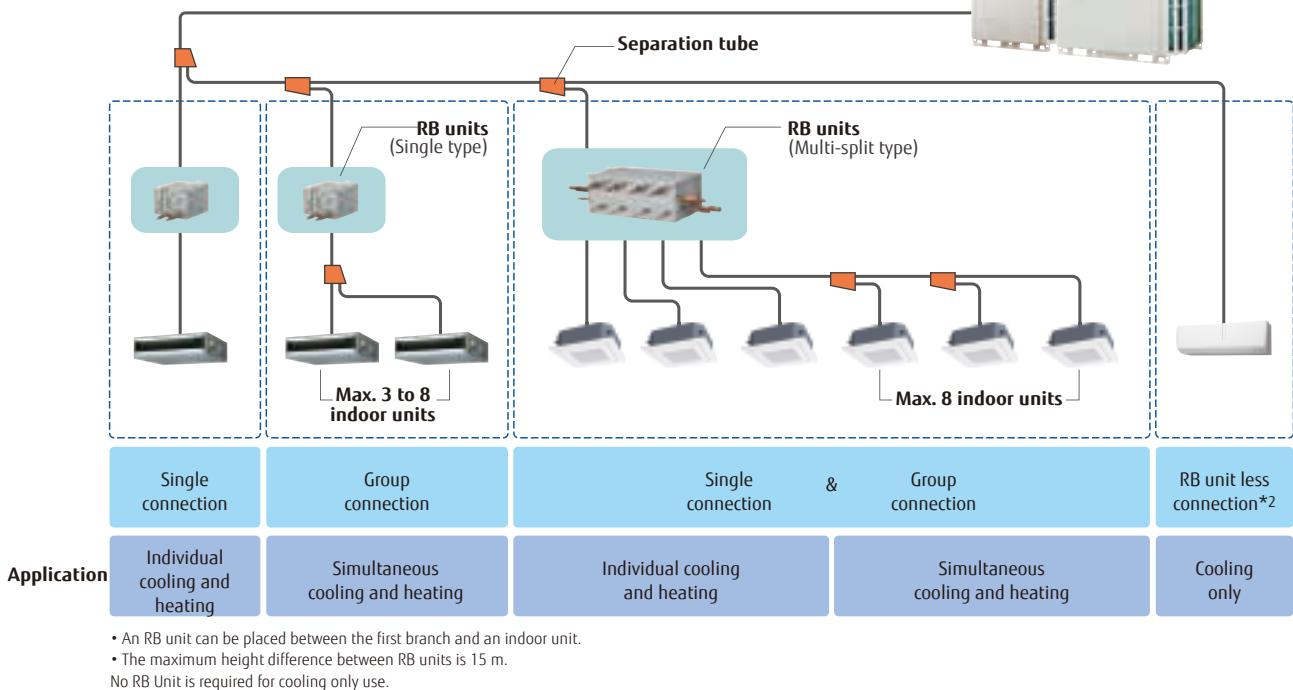 Separation tube
RB units
(Single type)
RB units
(Multi-split type)
Max. 3 to 8
indoor units
Max. 8 indoor units
Single
connection
Group
connection
Single
connection
&
Group
connection
RB unit less
connection*2
Application
Individual
cooling and
heating
Simultaneous
cooling and heating
Individual cooling
and heating
Simultaneous
cooling and heating
Cooling
only
• An RB unit can be placed between the first branch and an indoor unit.
• The maximum height difference between RB units is 15 m.
No RB Unit is required for cooling only use.